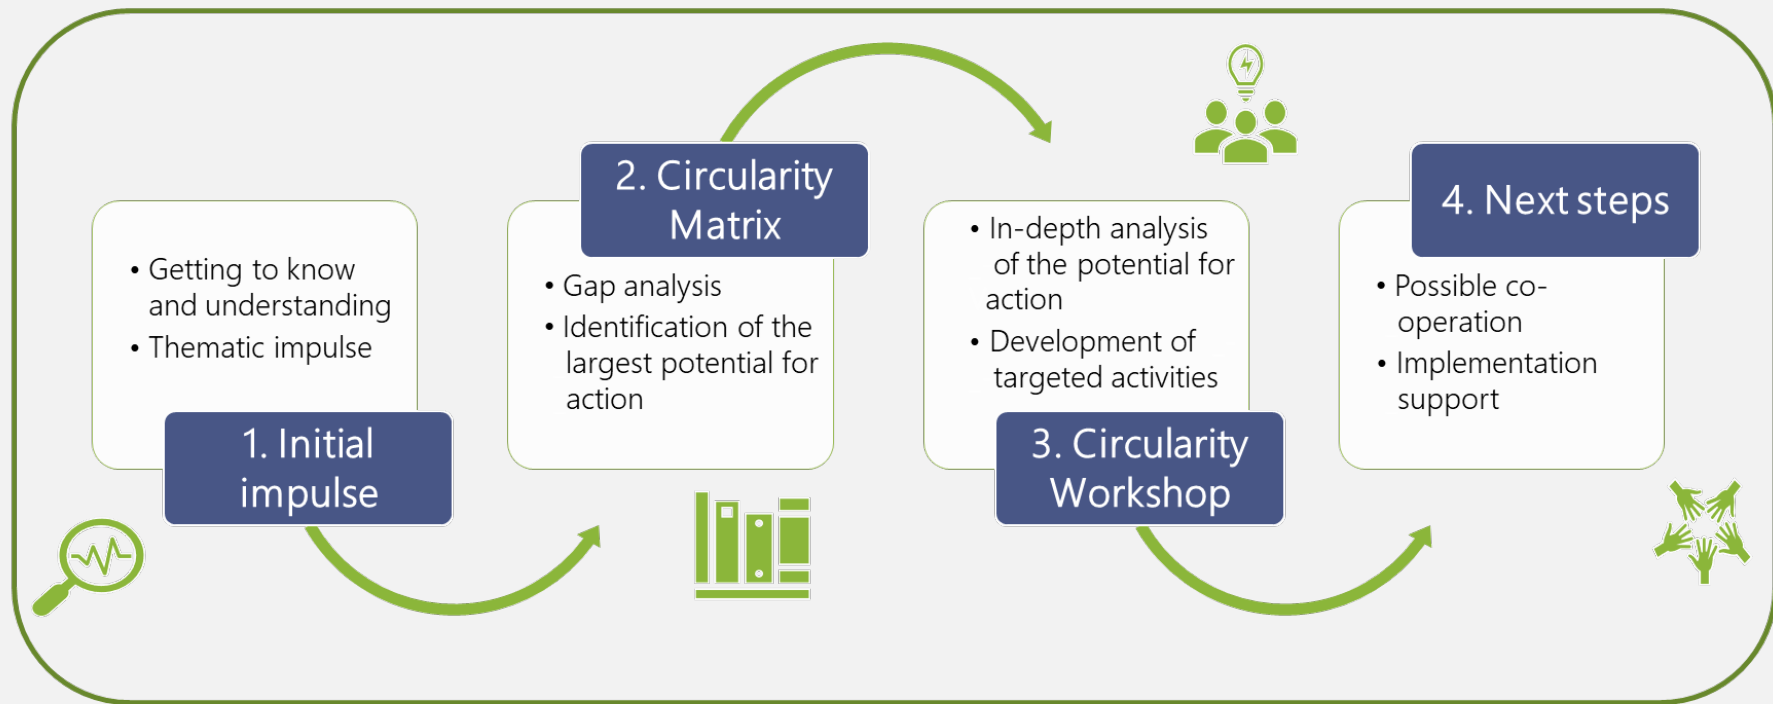 • Getting to know
and understanding
• Thematic impulse
1. Initial
impulse
2. Circularity
Matrix
• Gap analysis
• Identification of the
largest potential for
action
• In-depth analysis
of the potential for
action
• Development of
targeted activities
3. Circularity
Workshop
4. Next steps
• Possible co-
operation
• Implementation
support